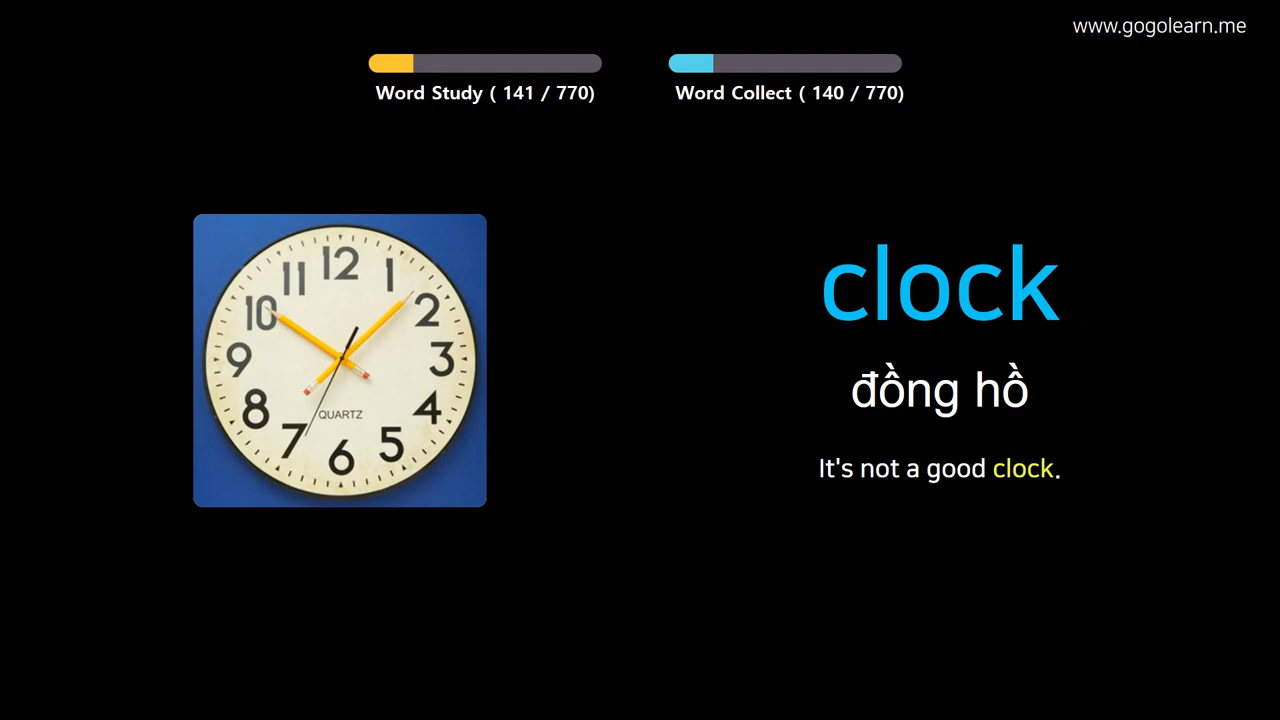 www.gogolearn.me
Word Study ( 141 / 770)
Word Collect ( 140 / 770)
12
1
2
3
4
5
6
7
8
9
10
11
QUARTZ
clock
đồng hồ
It's not a good clock.